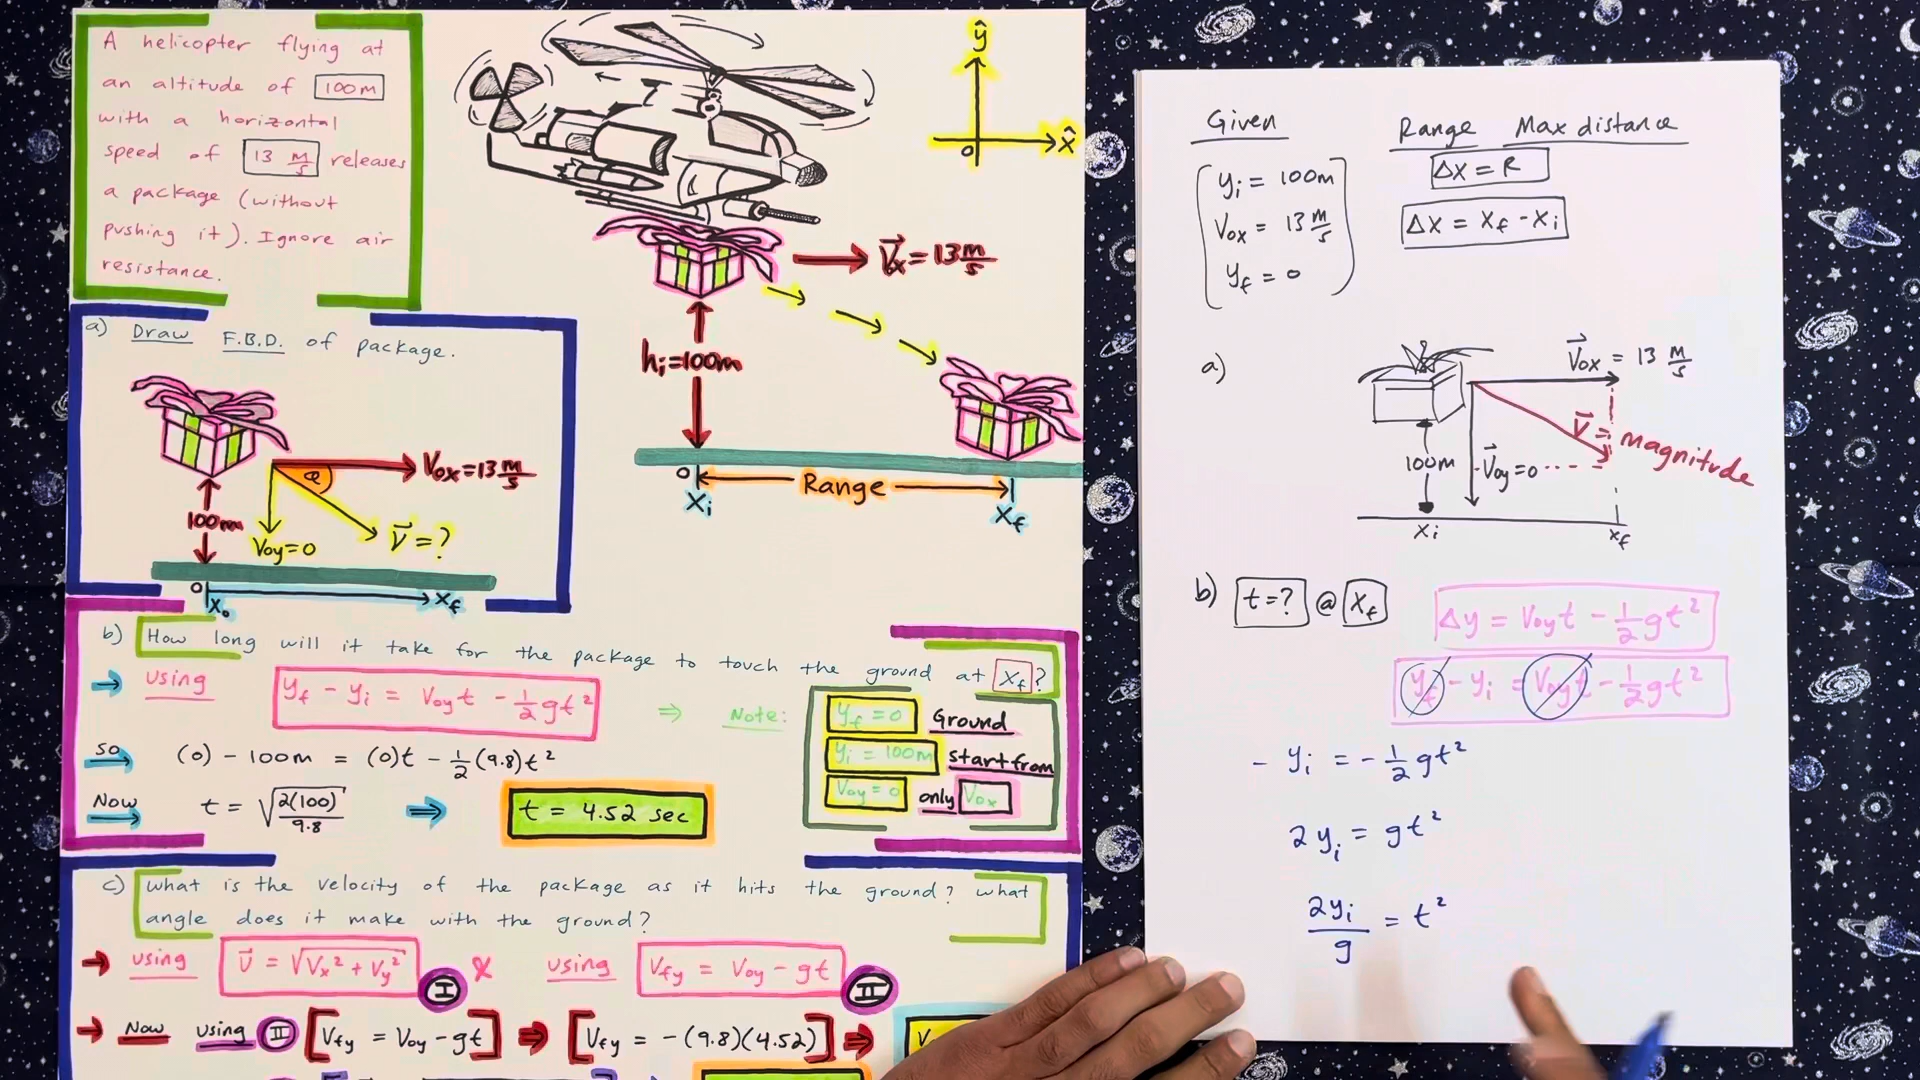 A helicopter flying at
an altitude of 100m
with a horizontal
speed of 13 m/s releases
a package (without
pushing it). Ignore air
resistance.
ŷ
x̂
0
V⃗x = 13 m/s
hi = 100m
0
Range
xi
xf
a) Draw F.B.D. of package.
Vox = 13 m/s
θ
100m
Voy = 0
V⃗ = ?
0
x₀
xf
b) How long will it take for the package to touch the ground at xf?
using
yf - yi = Voyt - ½gt²
⇒ Note:
yf = 0 Ground
yi = 100m start from
Voy = 0 only Vox
so (0) - 100m = (0)t - ½(9.8)t²
Now t = √(2(100)/9.8) ⇒ t = 4.52 sec
c) what is the velocity of the package as it hits the ground? what
angle does it make with the ground?
→ using V⃗ = √(Vx² + Vy²) I x using Vfy = Voy - gt II
→ Now using II [Vfy = Voy - gt] ⇒ [Vfy = -(9.8)(4.52)] ⇒
Given
yi = 100m
Vox = 13 m/s
yf = 0
Range Max distance
Δx = R
Δx = xf - xi
a)
V⃗ox = 13 m/s
V⃗ = magnitude
100m
V⃗oy = 0
xi
xf
b) t = ? @ xf
Δy = Voyt - ½gt²
yf - yi = Voyt - ½gt²
- yi = - ½gt²
2yi = gt²
2yi/g = t²